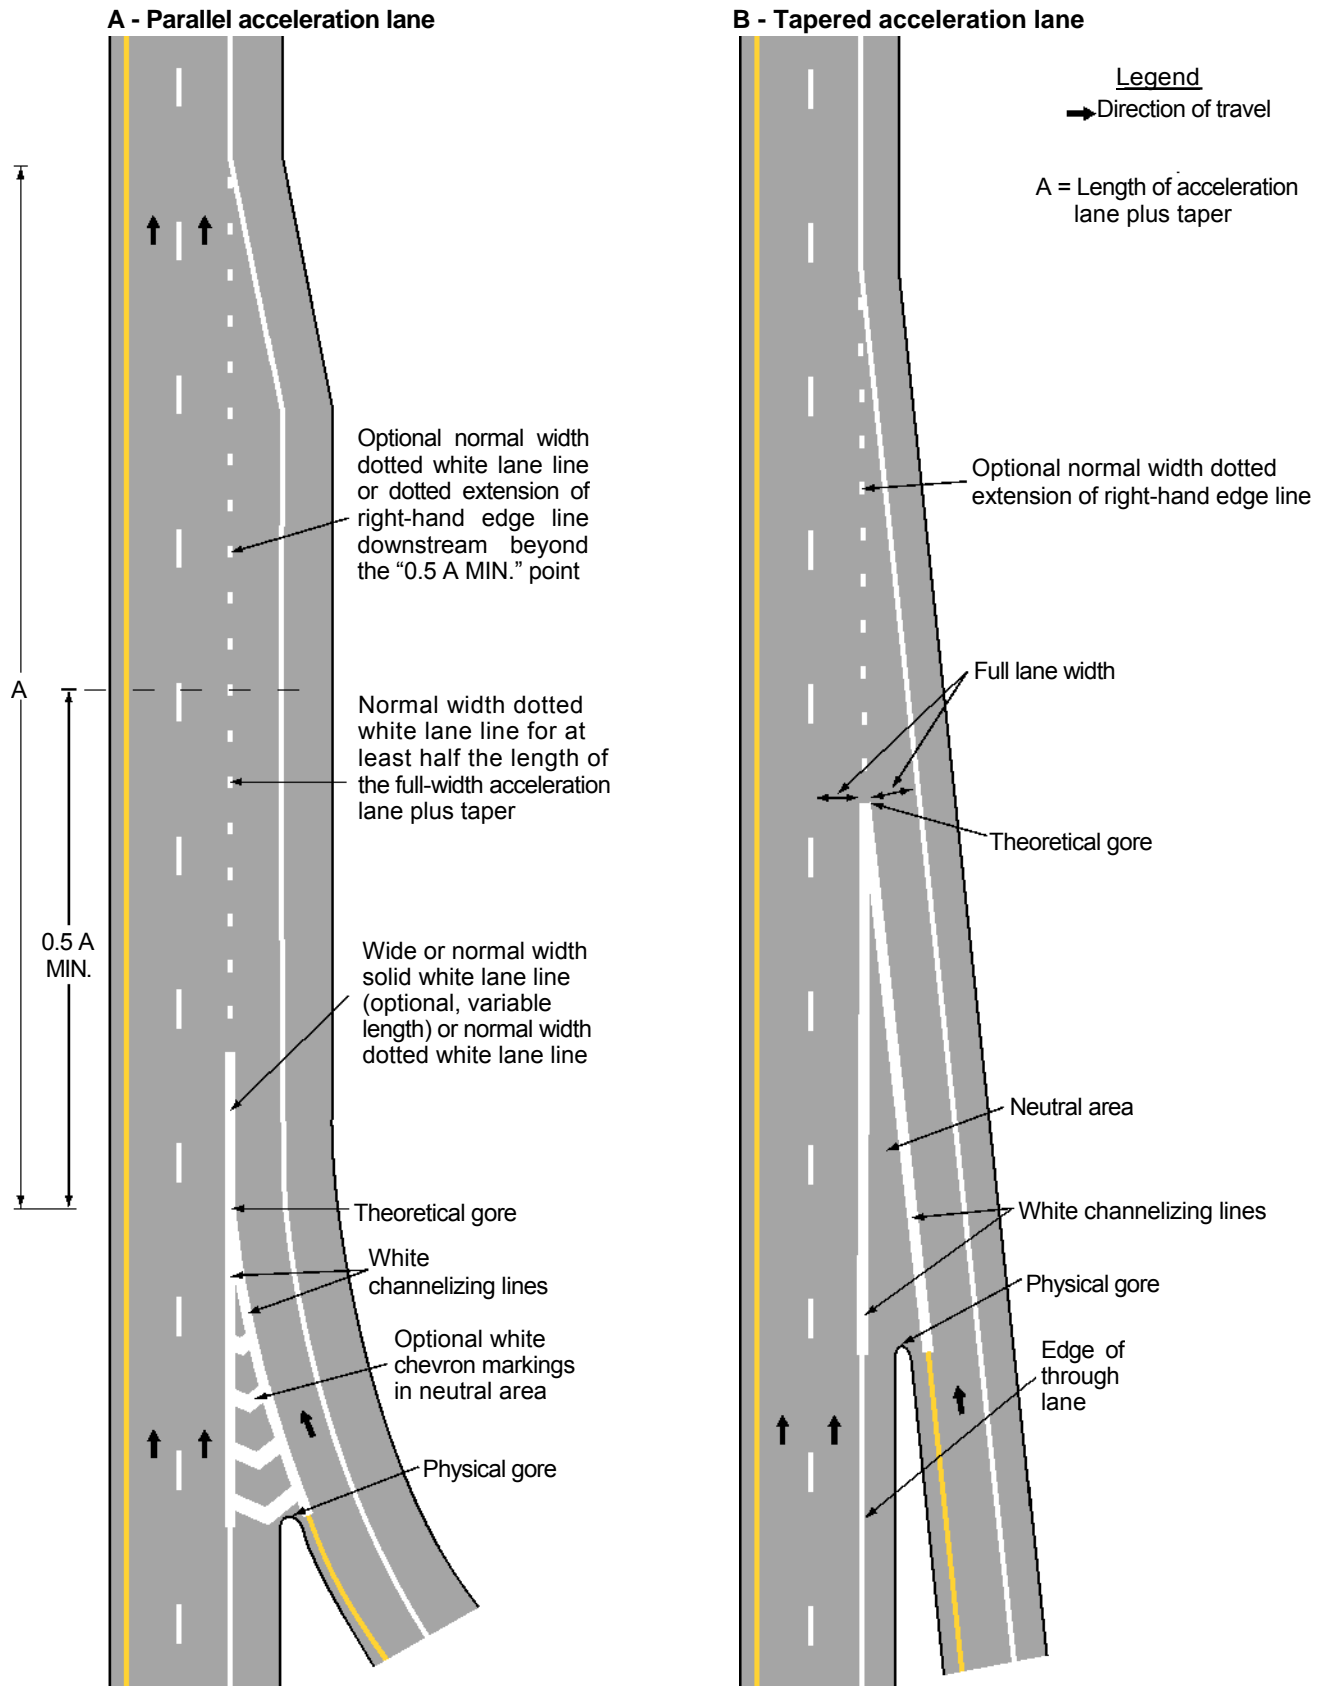 A - Parallel acceleration lane
B - Tapered acceleration lane
Legend
Direction of travel
A = Length of acceleration
lane plus taper
Optional normal width
dotted white lane line
or dotted extension of
right-hand edge line
downstream beyond
the “0.5 A MIN.” point
A
Normal width dotted
white lane line for at
least half the length of
the full-width acceleration
lane plus taper
0.5 A
MIN.
Wide or normal width
solid white lane line
(optional, variable
length) or normal width
dotted white lane line
Theoretical gore
White
channelizing lines
Optional white
chevron markings
in neutral area
Physical gore
Optional normal width dotted
extension of right-hand edge line
Full lane width
Theoretical gore
Neutral area
White channelizing lines
Physical gore
Edge of
through
lane